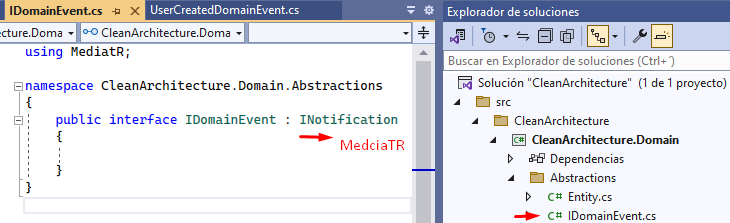 IDomainEvent.cs
UserCreatedDomainEvent.cs
ecture.Doma
CleanArchitecture.Doma
using MediatR;
namespace CleanArchitecture.Domain.Abstractions
{
public interface IDomainEvent : INotification
{
MedciaTR
}
}
Explorador de soluciones
Buscar en Explorador de soluciones (Ctrl+´)
Solución "CleanArchitecture" (1 de 1 proyecto)
src
CleanArchitecture
C# CleanArchitecture.Domain
Dependencias
Abstractions
C# Entity.cs
C# IDomainEvent.cs